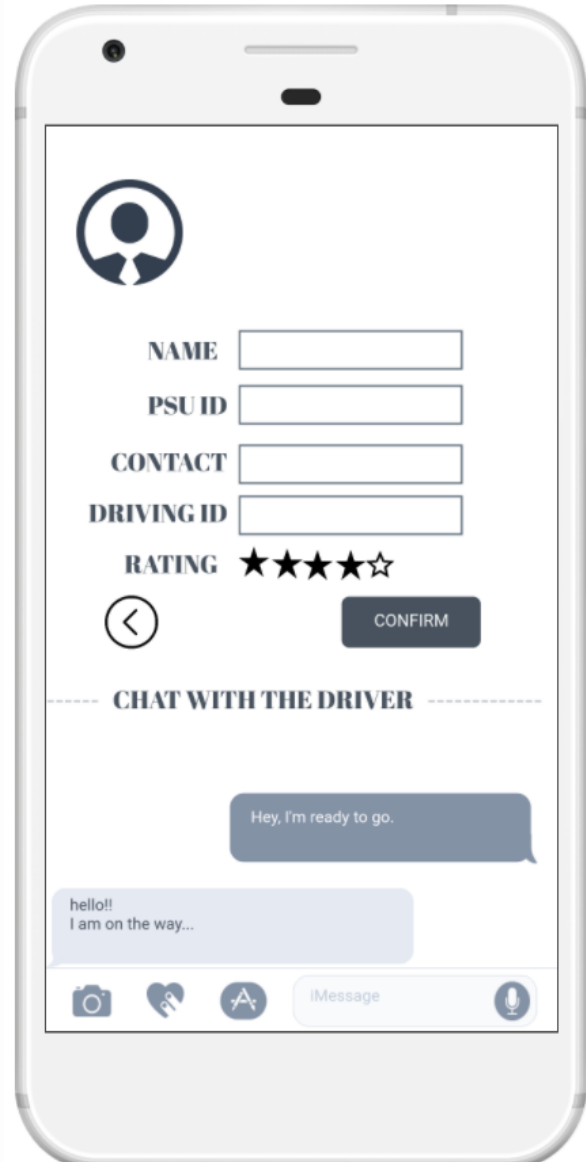 NAME
PSU ID
CONTACT
DRIVING ID
RATING
CONFIRM
CHAT WITH THE DRIVER
Hey, I'm ready to go.
hello!!
I am on the way...
iMessage